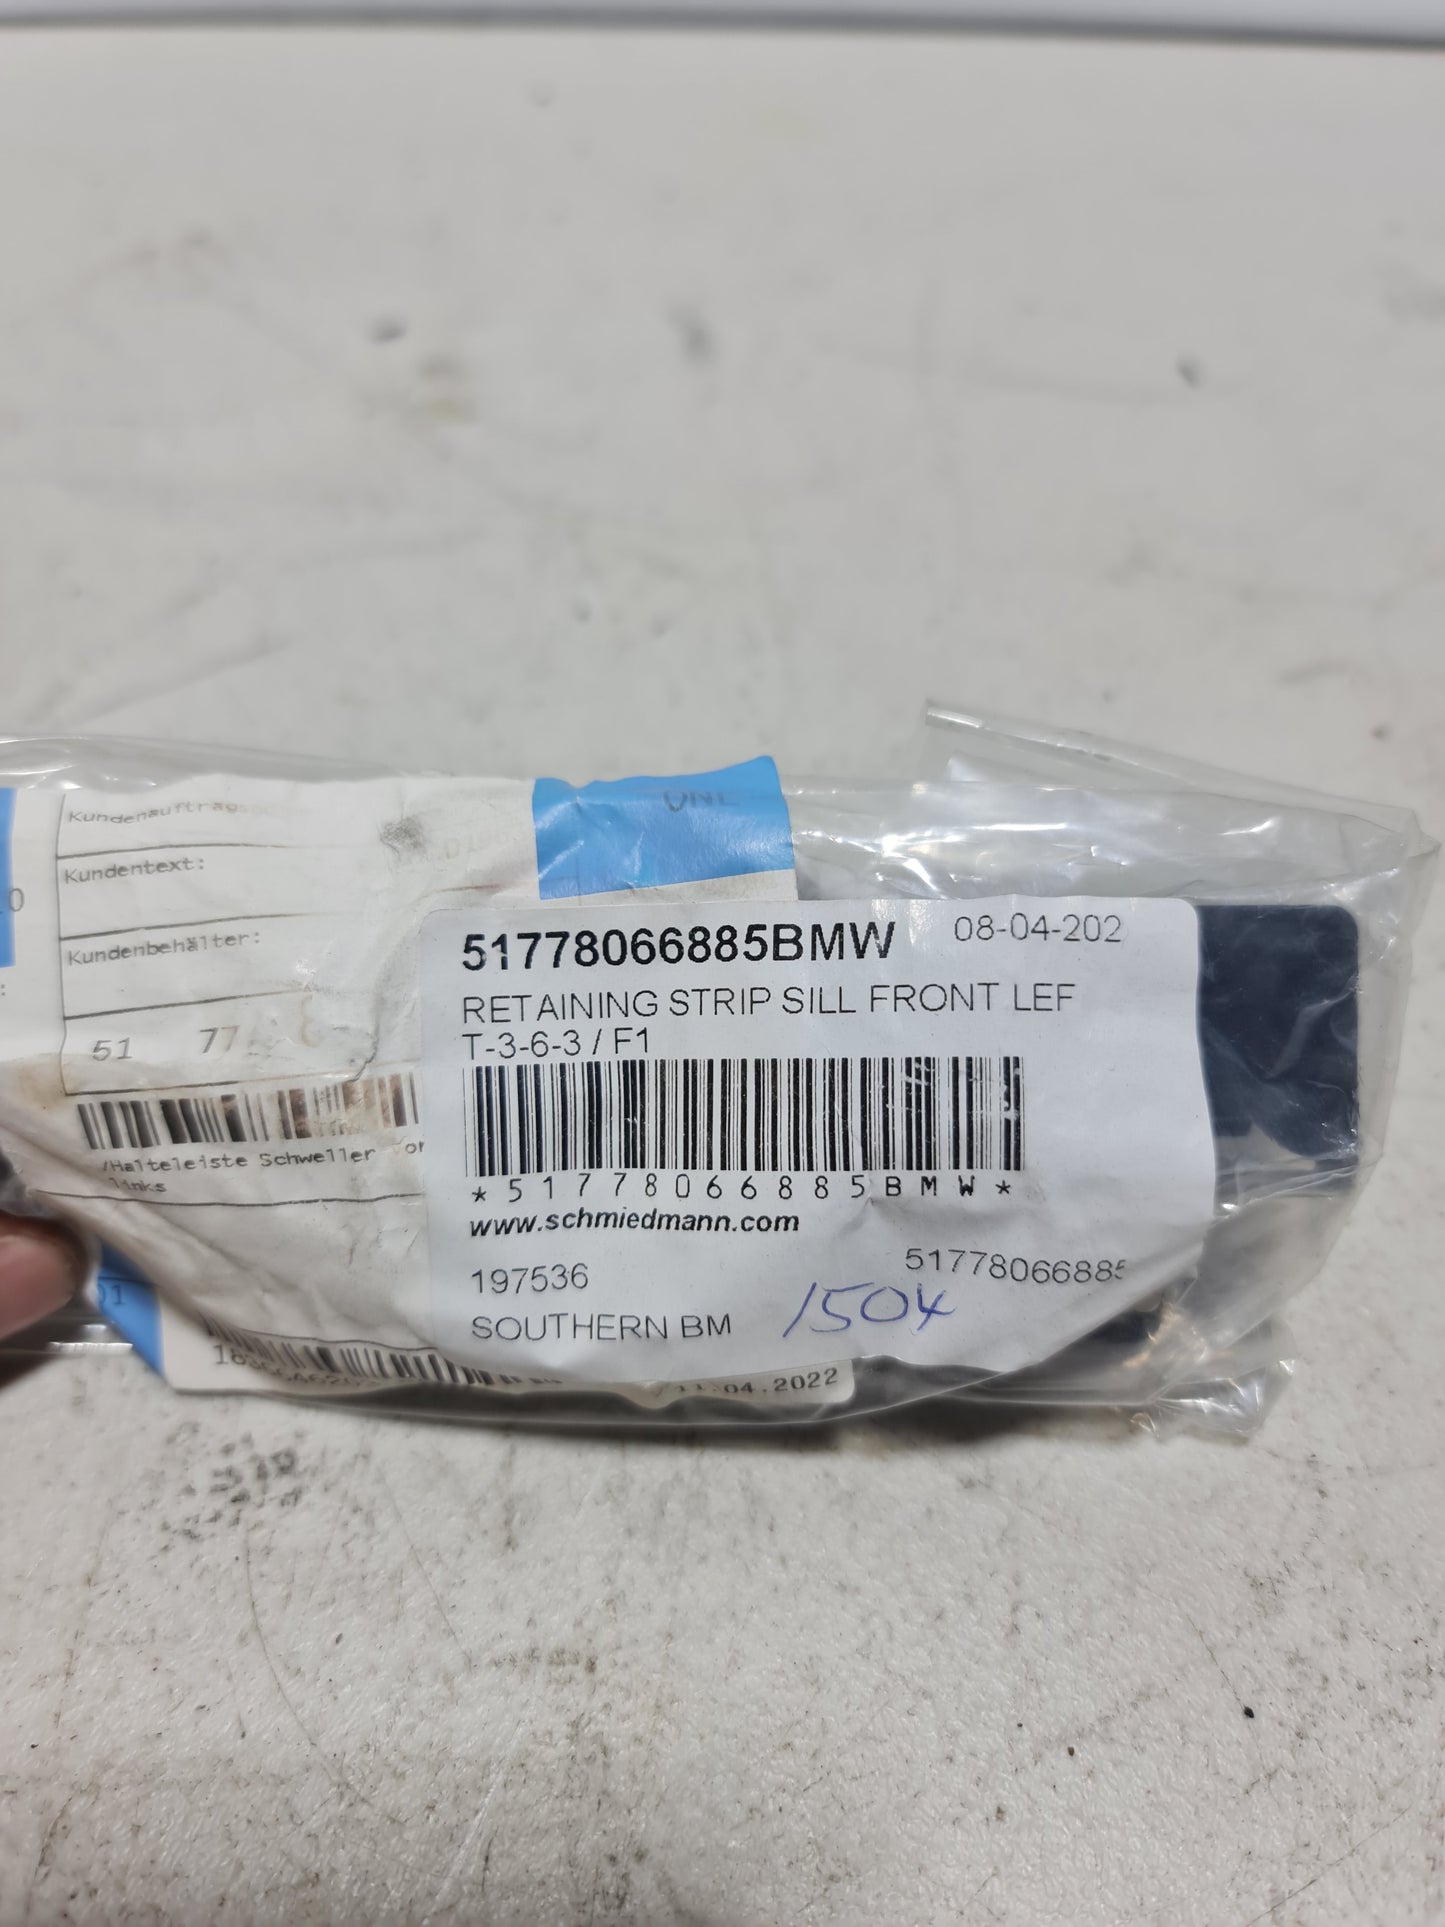 Kundentext:
Kundenbehälter:
51 77
/Halteleiste Schweller vor
links
51778066885BMW 08-04-202
RETAINING STRIP SILL FRONT LEF
T-3-6-3 / F1
*51778066885BMW*
www.schmiedmann.com
197536 51778066885
SOUTHERN BM 1504
11.04.2022